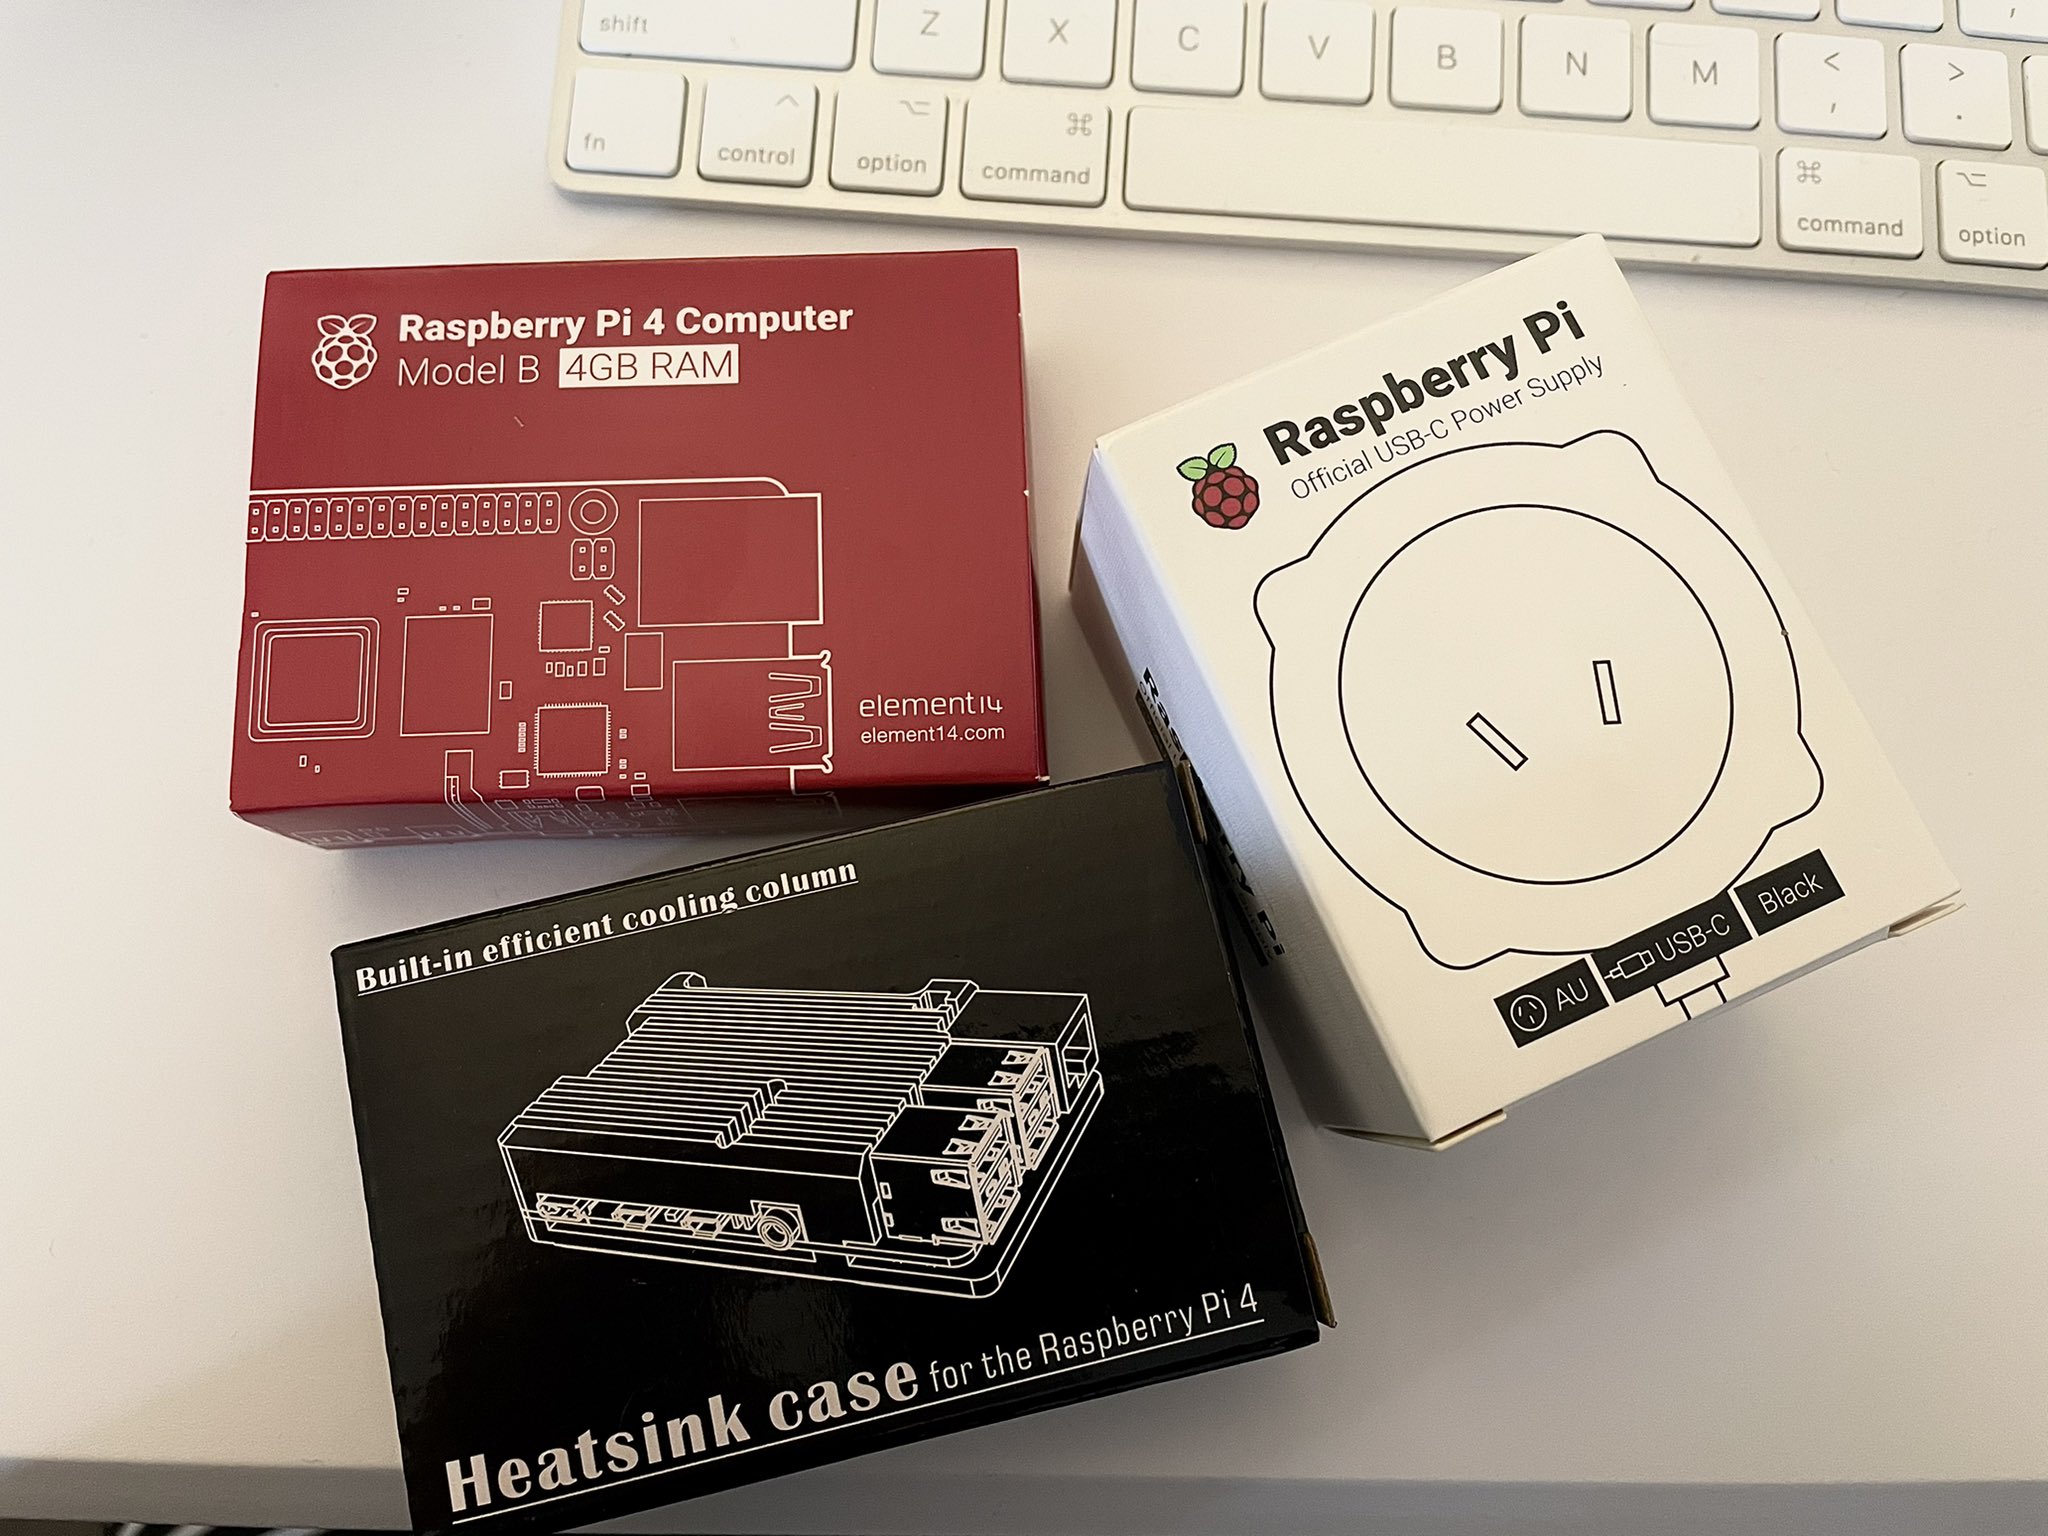 shift
Z
X
C
V
B
N
M
<
,
>
.
fn
control
option
command
command
option
Raspberry Pi 4 Computer
Model B 4GB RAM
element14
element14.com
Raspberry Pi
Official USB-C Power Supply
AU USB-C Black
Built-in efficient cooling column
Heatsink case for the Raspberry Pi 4